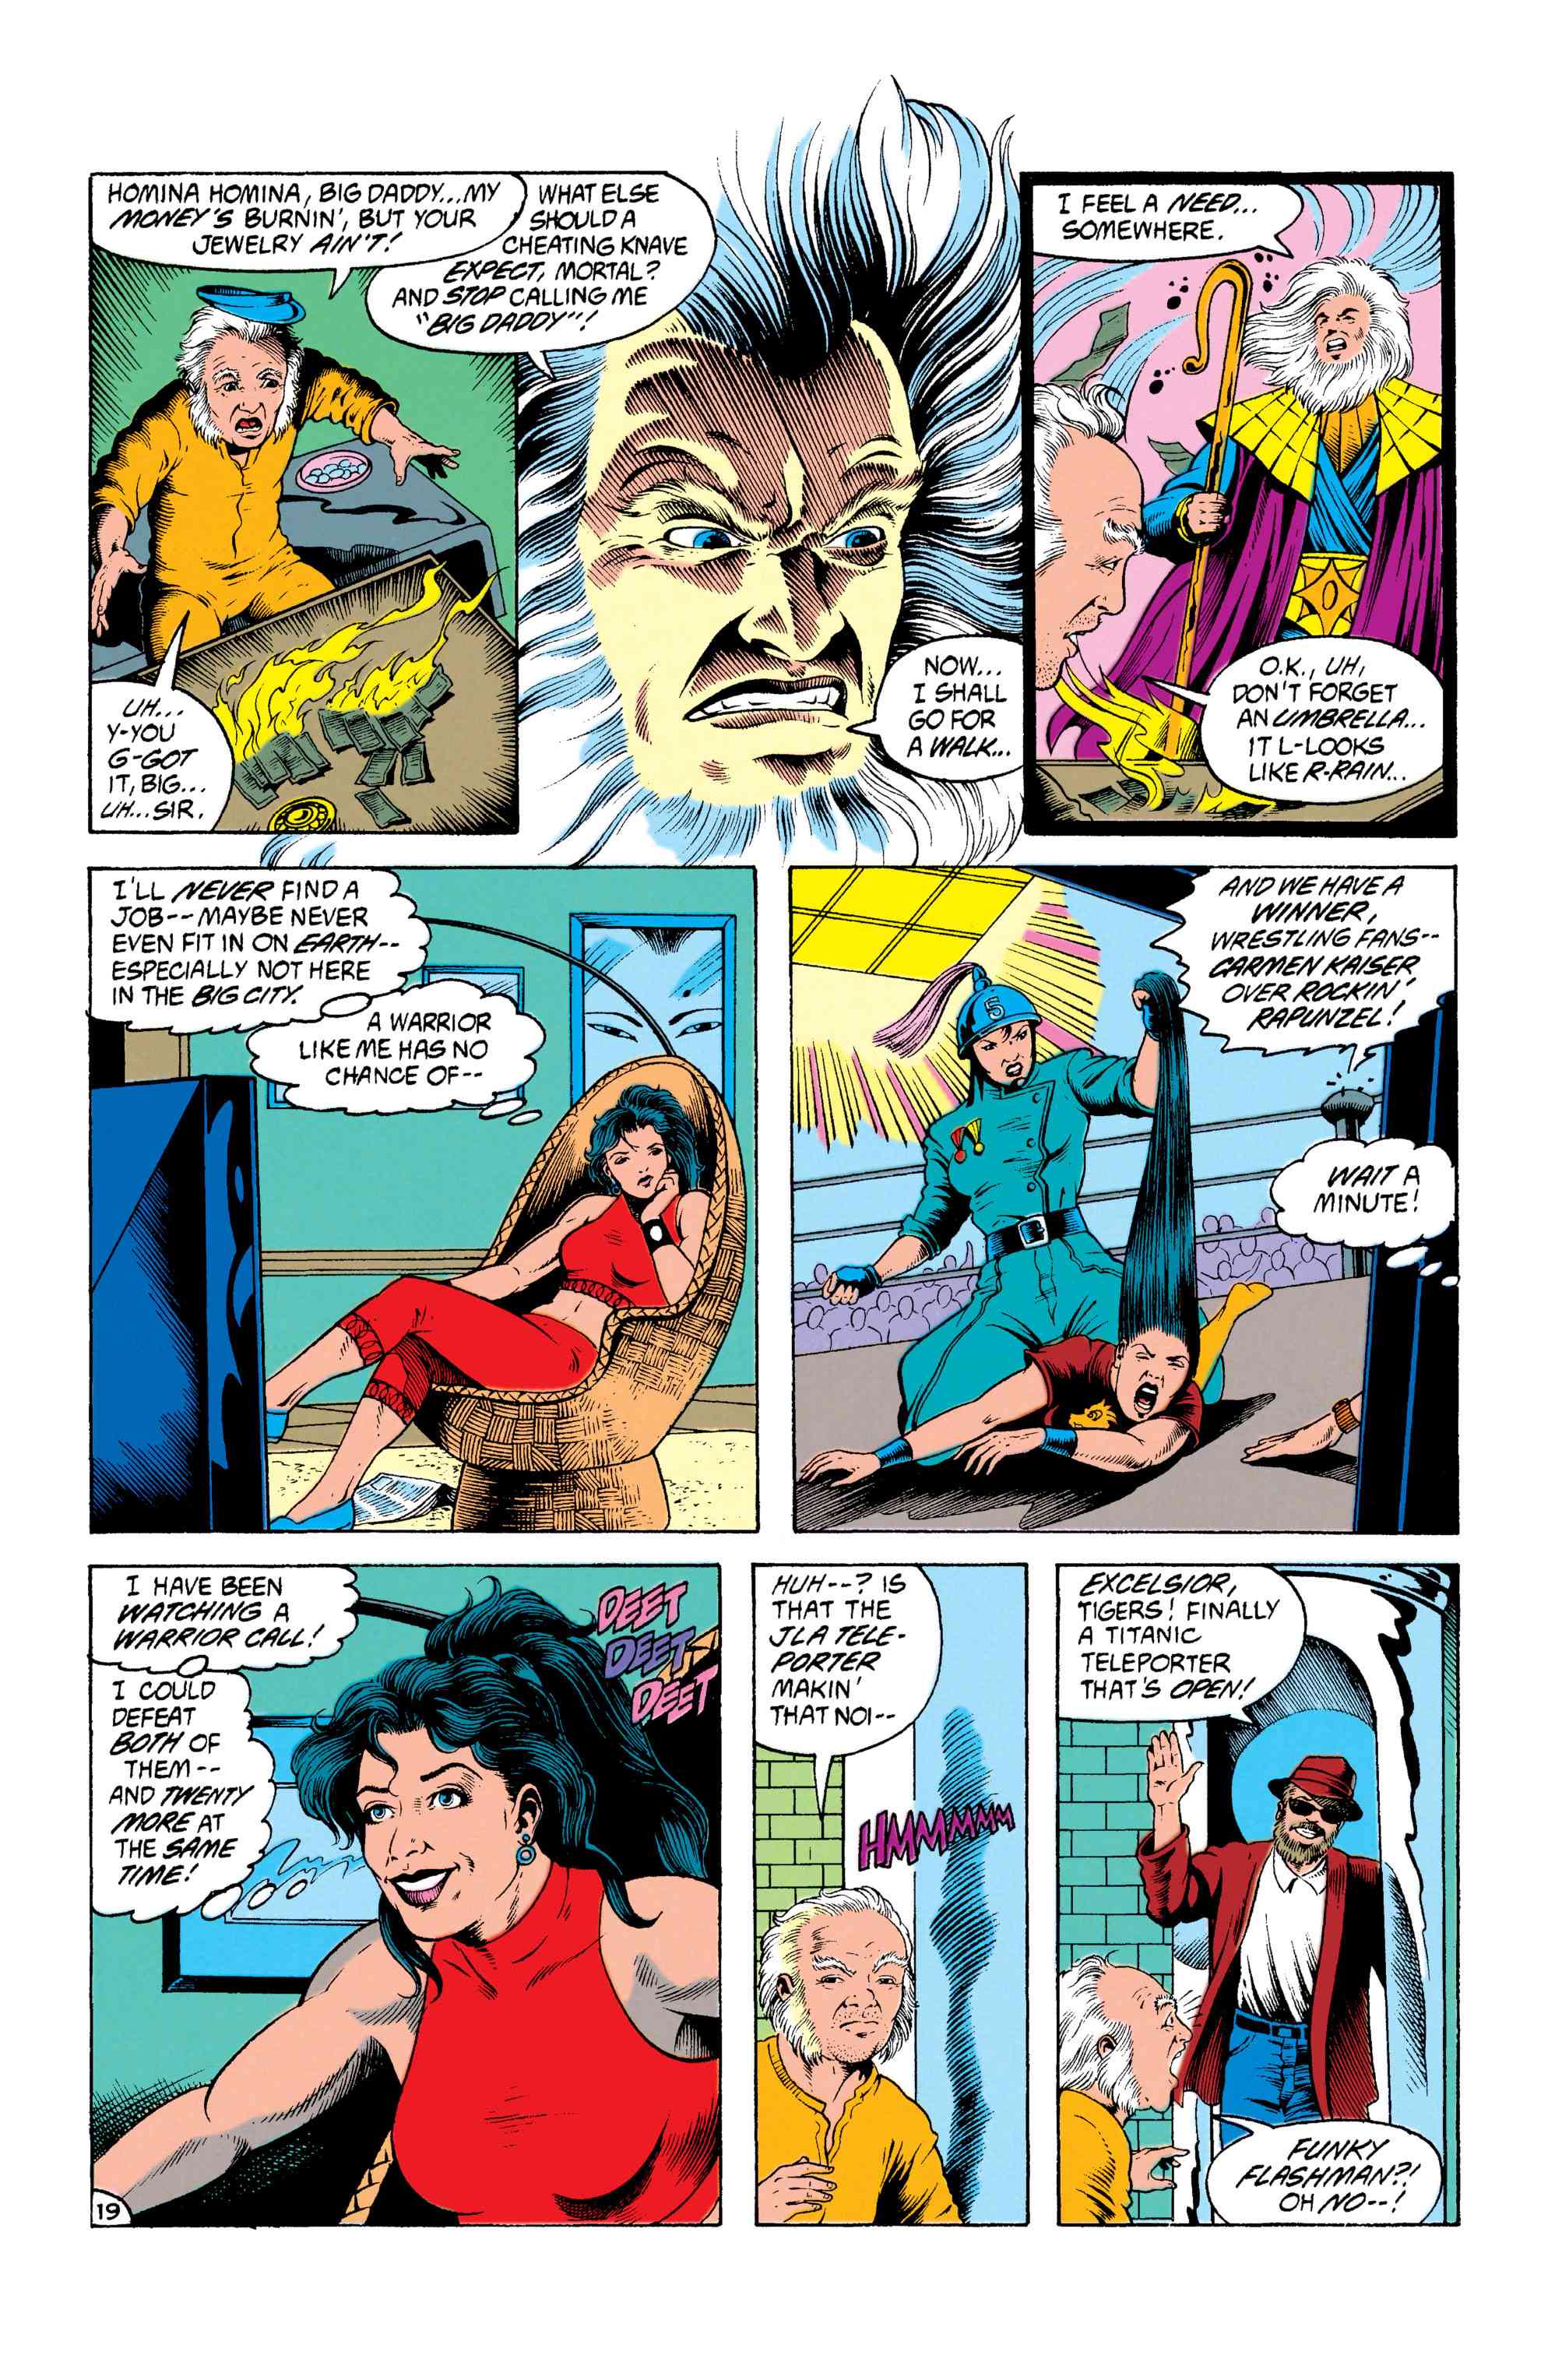 HOMINA HOMINA, BIG DADDY...MY
MONEY'S BURNIN', BUT YOUR
JEWELRY AIN'T!
WHAT ELSE
SHOULD A
CHEATING KNAVE
EXPECT, MORTAL?
AND STOP CALLING ME
"BIG DADDY"!
UH...
Y-YOU
G-GOT
IT, BIG...
UH...SIR.
NOW...
I SHALL
GO FOR
A WALK...
I FEEL A NEED...
SOMEWHERE.
O.K., UH,
DON'T FORGET
AN UMBRELLA...
IT L-LOOKS
LIKE R-RAIN...
I'LL NEVER FIND A
JOB--MAYBE NEVER
EVEN FIT IN ON EARTH--
ESPECIALLY NOT HERE
IN THE BIG CITY.
A WARRIOR
LIKE ME HAS NO
CHANCE OF--
AND WE HAVE A
WINNER,
WRESTLING FANS--
CARMEN KAISER
OVER ROCKIN'
RAPUNZEL!
5
WAIT A
MINUTE!
I HAVE BEEN
WATCHING A
WARRIOR CALL!
I COULD
DEFEAT
BOTH OF
THEM--
AND TWENTY
MORE AT
THE SAME
TIME!
DEET
DEET
DEET
19
HUH--? IS
THAT THE
JLA TELE-
PORTER
MAKIN'
THAT NOI--
HMMMMMM
EXCELSIOR,
TIGERS! FINALLY
A TITANIC
TELEPORTER
THAT'S OPEN!
FUNKY
FLASHMAN?!
OH NO--!